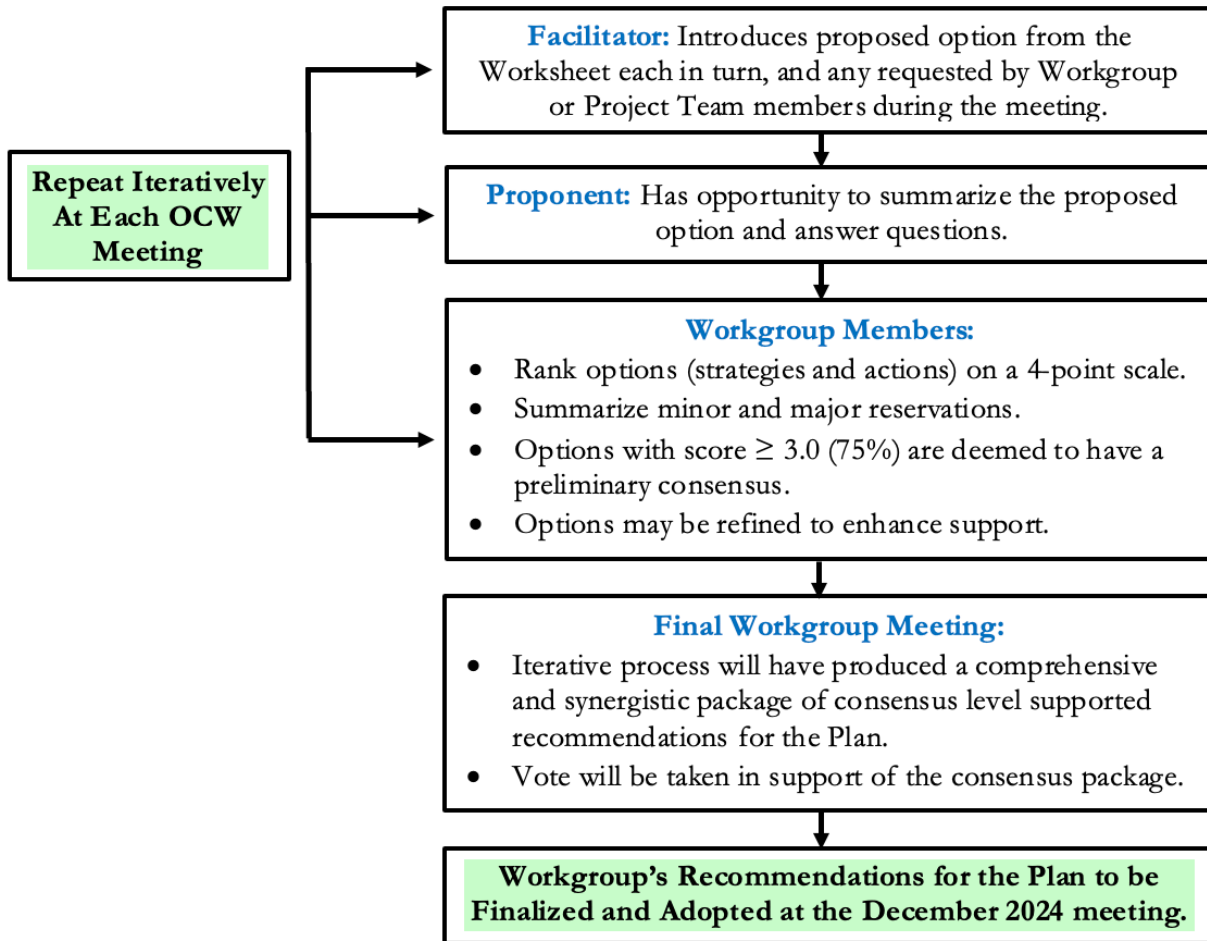 Facilitator: Introduces proposed option from the
Worksheet each in turn, and any requested by Workgroup
or Project Team members during the meeting.
Repeat Iteratively
At Each OCW
Meeting
Proponent: Has opportunity to summarize the proposed
option and answer questions.
Workgroup Members:
• Rank options (strategies and actions) on a 4-point scale.
• Summarize minor and major reservations.
• Options with score ≥ 3.0 (75%) are deemed to have a
preliminary consensus.
• Options may be refined to enhance support.
Final Workgroup Meeting:
• Iterative process will have produced a comprehensive
and synergistic package of consensus level supported
recommendations for the Plan.
• Vote will be taken in support of the consensus package.
Workgroup’s Recommendations for the Plan to be
Finalized and Adopted at the December 2024 meeting.